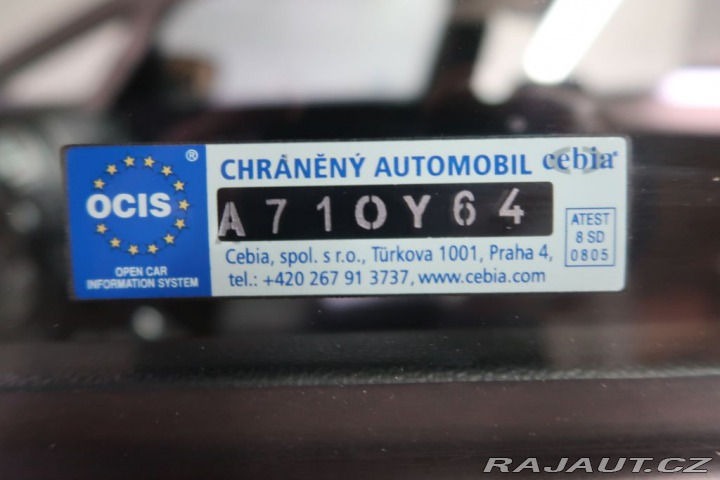 OCIS
®
OPEN CAR
INFORMATION SYSTEM
CHRÁNĚNÝ AUTOMOBIL
cebia®
A710Y64
ATEST
8 SD
0805
Cebia, spol. s r.o., Türkova 1001, Praha 4,
tel.: +420 267 91 3737, www.cebia.com
RAJAUT.CZ